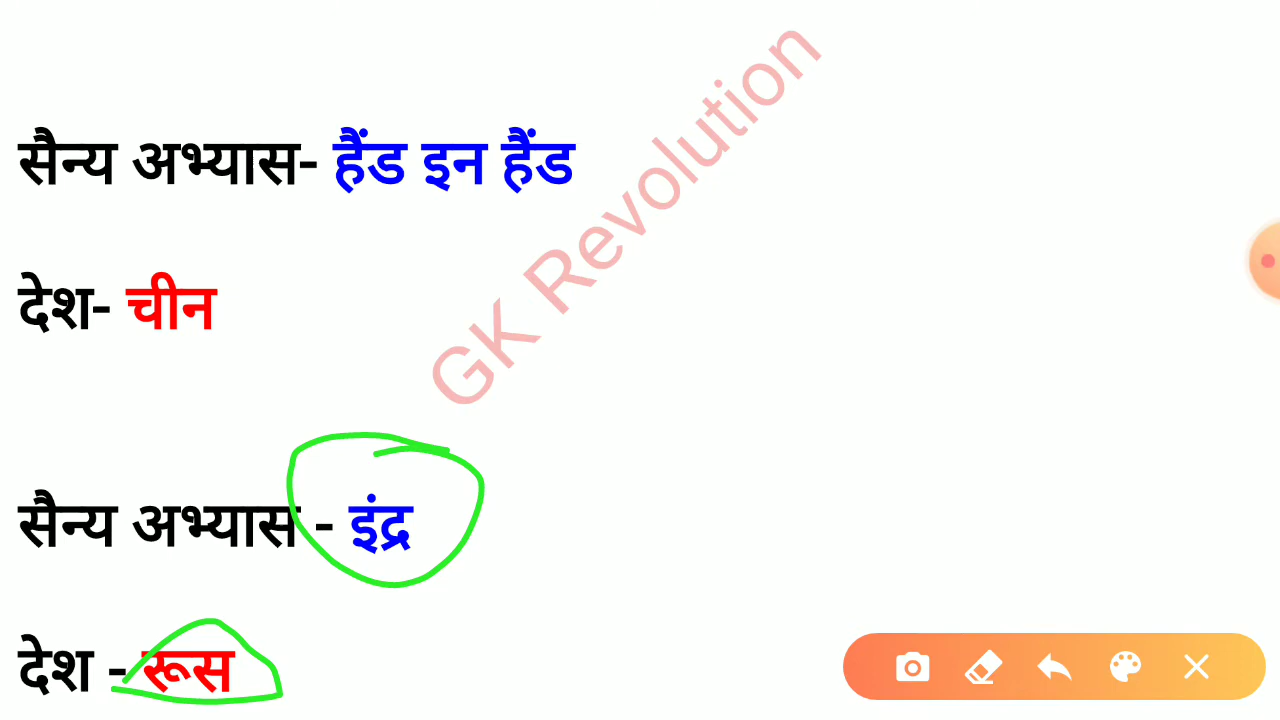 सैन्य अभ्यास- हैंड इन हैंड
देश- चीन
GK Revolution
सैन्य अभ्यास - इंद्र
देश - रूस